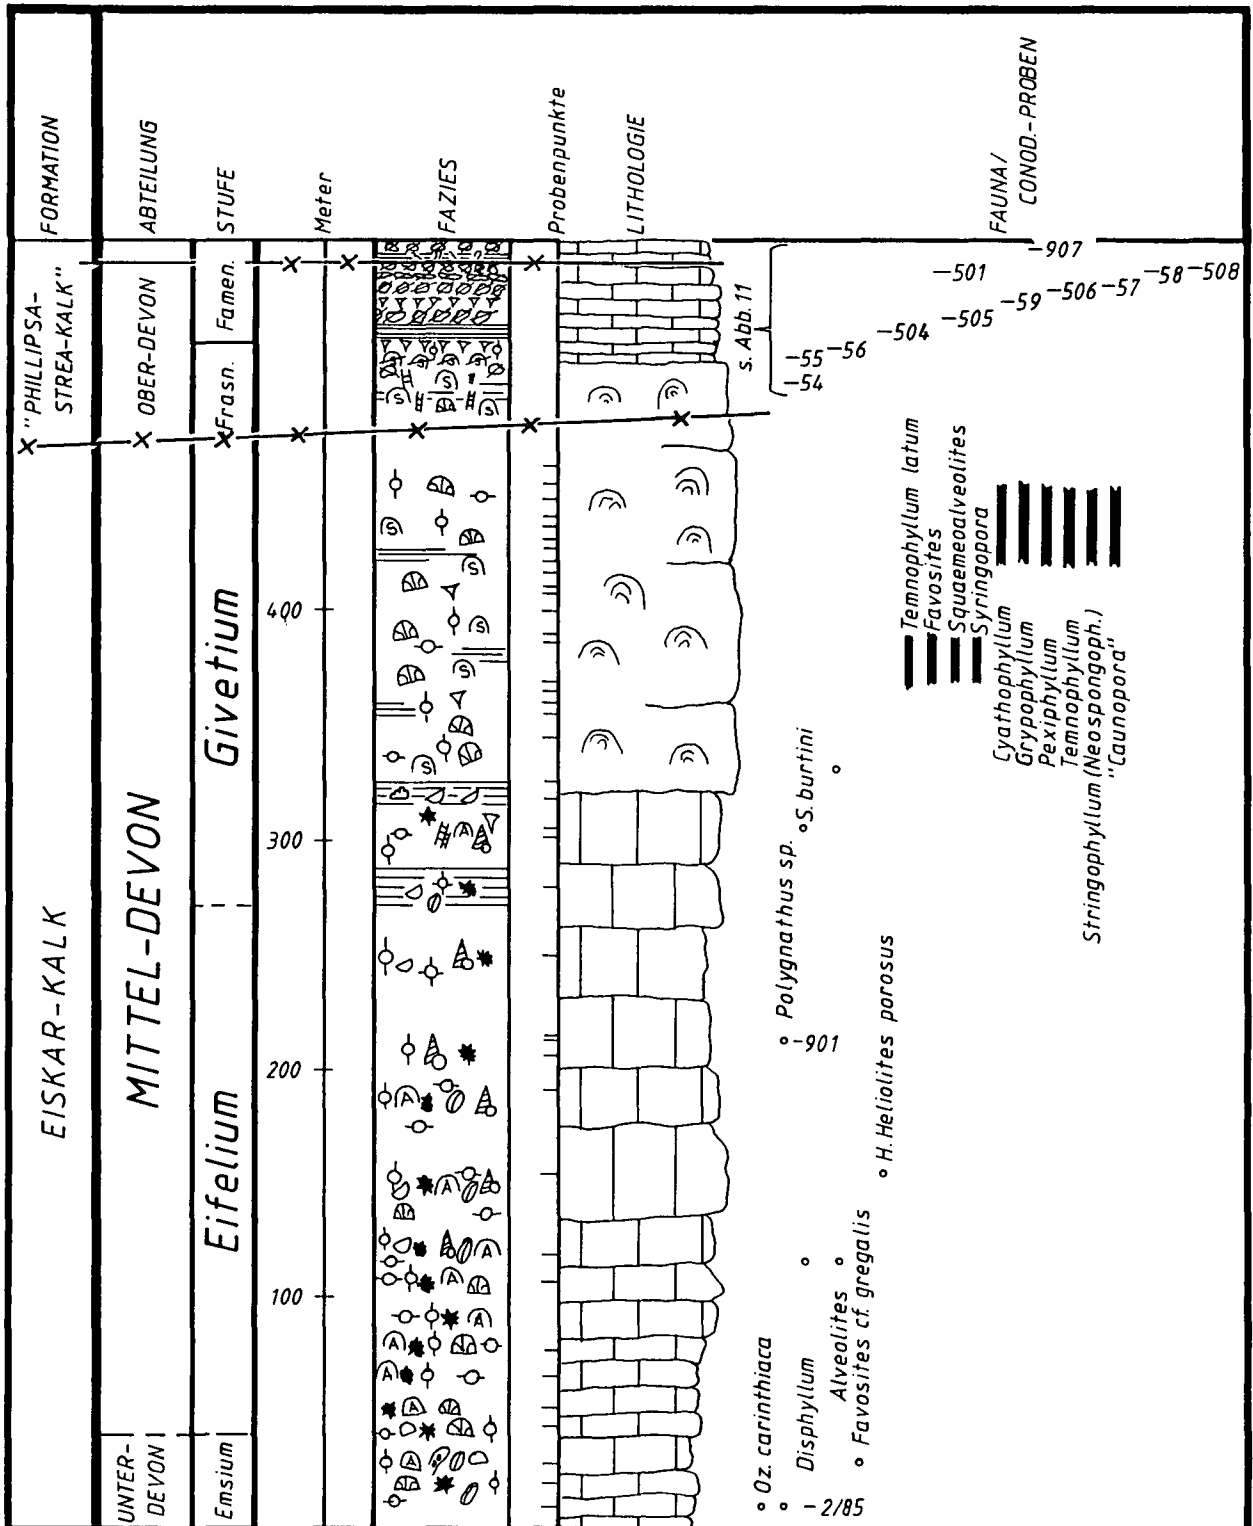 FORMATION
ABTEILUNG
STUFE
Meter
FAZIES
Probenpunkte
LITHOLOGIE
FAUNA/
CONOD.-PROBEN
"PHILLIPSA-
STREA-KALK"
OBER-DEVON
Famen.
Frasn.
s. Abb.11
-907
-501
-58
-508
-57
-506
-59
-505
-504
-56
-55
-54
EISKAR-KALK
MITTEL-DEVON
Givetium
Eifelium
UNTER-
DEVON
Emsium
400
300
200
100
Temnophyllum latum
Favosites
Squaemeoalveolites
Syringopora
Cyathophyllum
Grypophyllum
Pexiphyllum
Temnophyllum
Stringophyllum (Neospongoph.)
"Caunopora"
S. burtini
Polygnathus sp.
-901
H. Heliolites porosus
Alveolites
Favosites cf. gregalis
Disphyllum
Oz. carinthiaca
-2/85
S
S
S
S
S
S
S
S
S
A
A
A
A
A
A
A
A
A
A